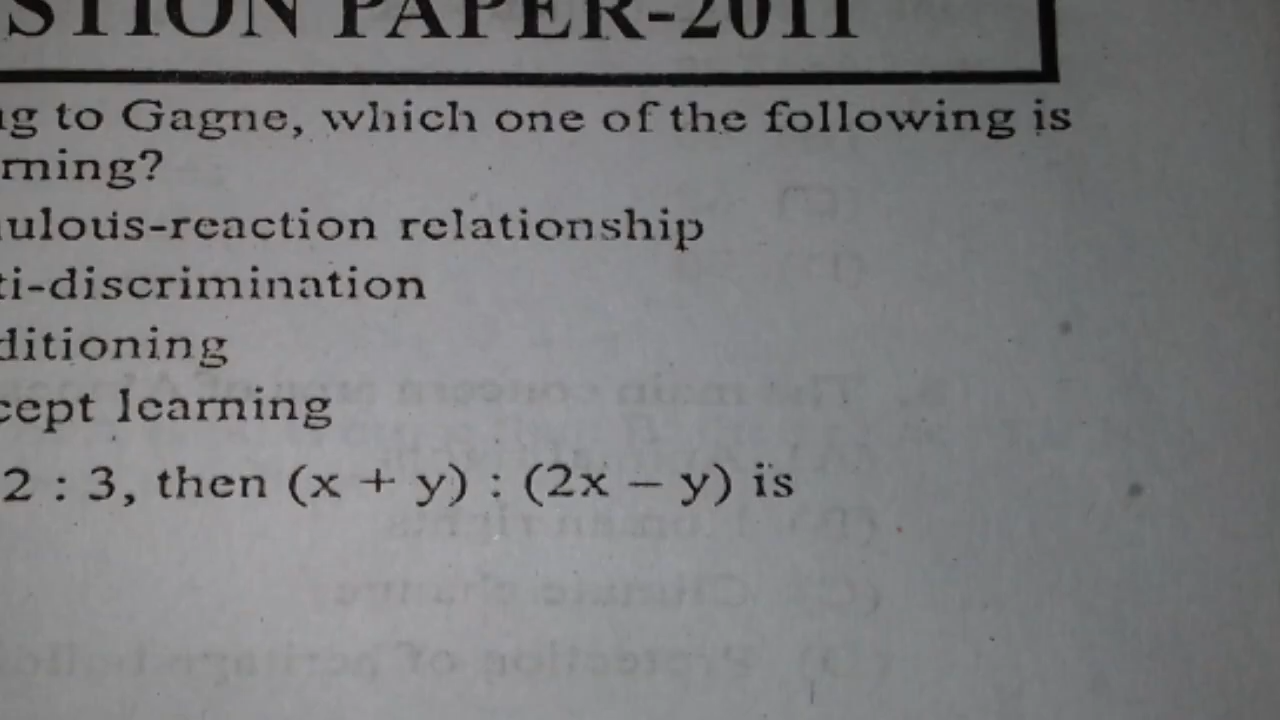 STION PAPER-2011
ng to Gagne, which one of the following is
rning?
ulous-reaction relationship
ti-discrimination
ditioning
cept learning
2 : 3, then (x + y) : (2x – y) is